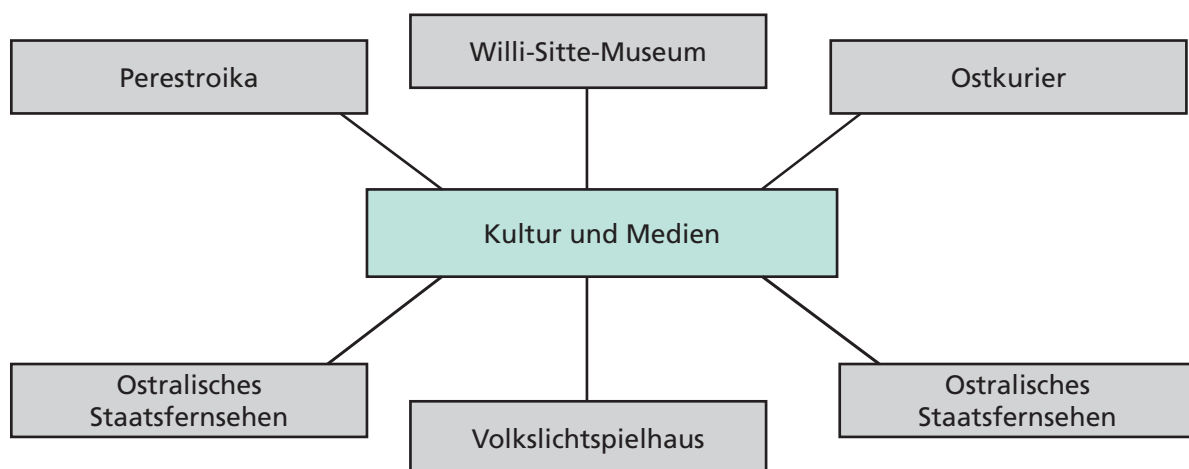 Perestroika
Willi-Sitte-Museum
Ostkurier
Kultur und Medien
Ostralisches
Staatsfernsehen
Volkslichtspielhaus
Ostralisches
Staatsfernsehen